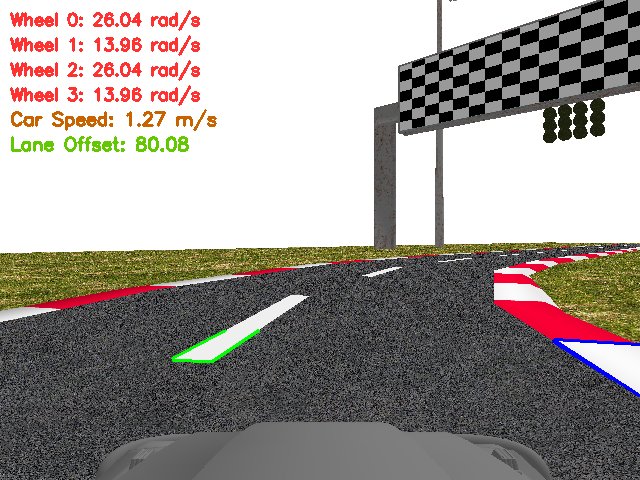 Wheel 0: 26.04 rad/s
Wheel 1: 13.96 rad/s
Wheel 2: 26.04 rad/s
Wheel 3: 13.96 rad/s
Car Speed: 1.27 m/s
Lane Offset: 80.08